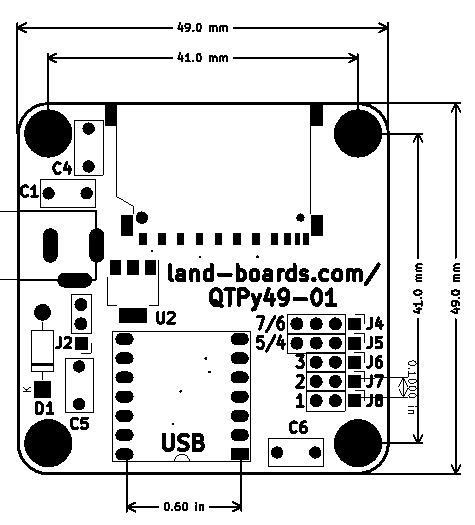 49.0 mm
41.0 mm
C4
C1
land-boards.com/
QTPy49-01
U2
7/6 J4
5/4 J5
J2
3 J6
2 J7
1 J8
K
D1
C5
USB
C6
41.0 mm
49.0 mm
0.1000 in
0.60 in